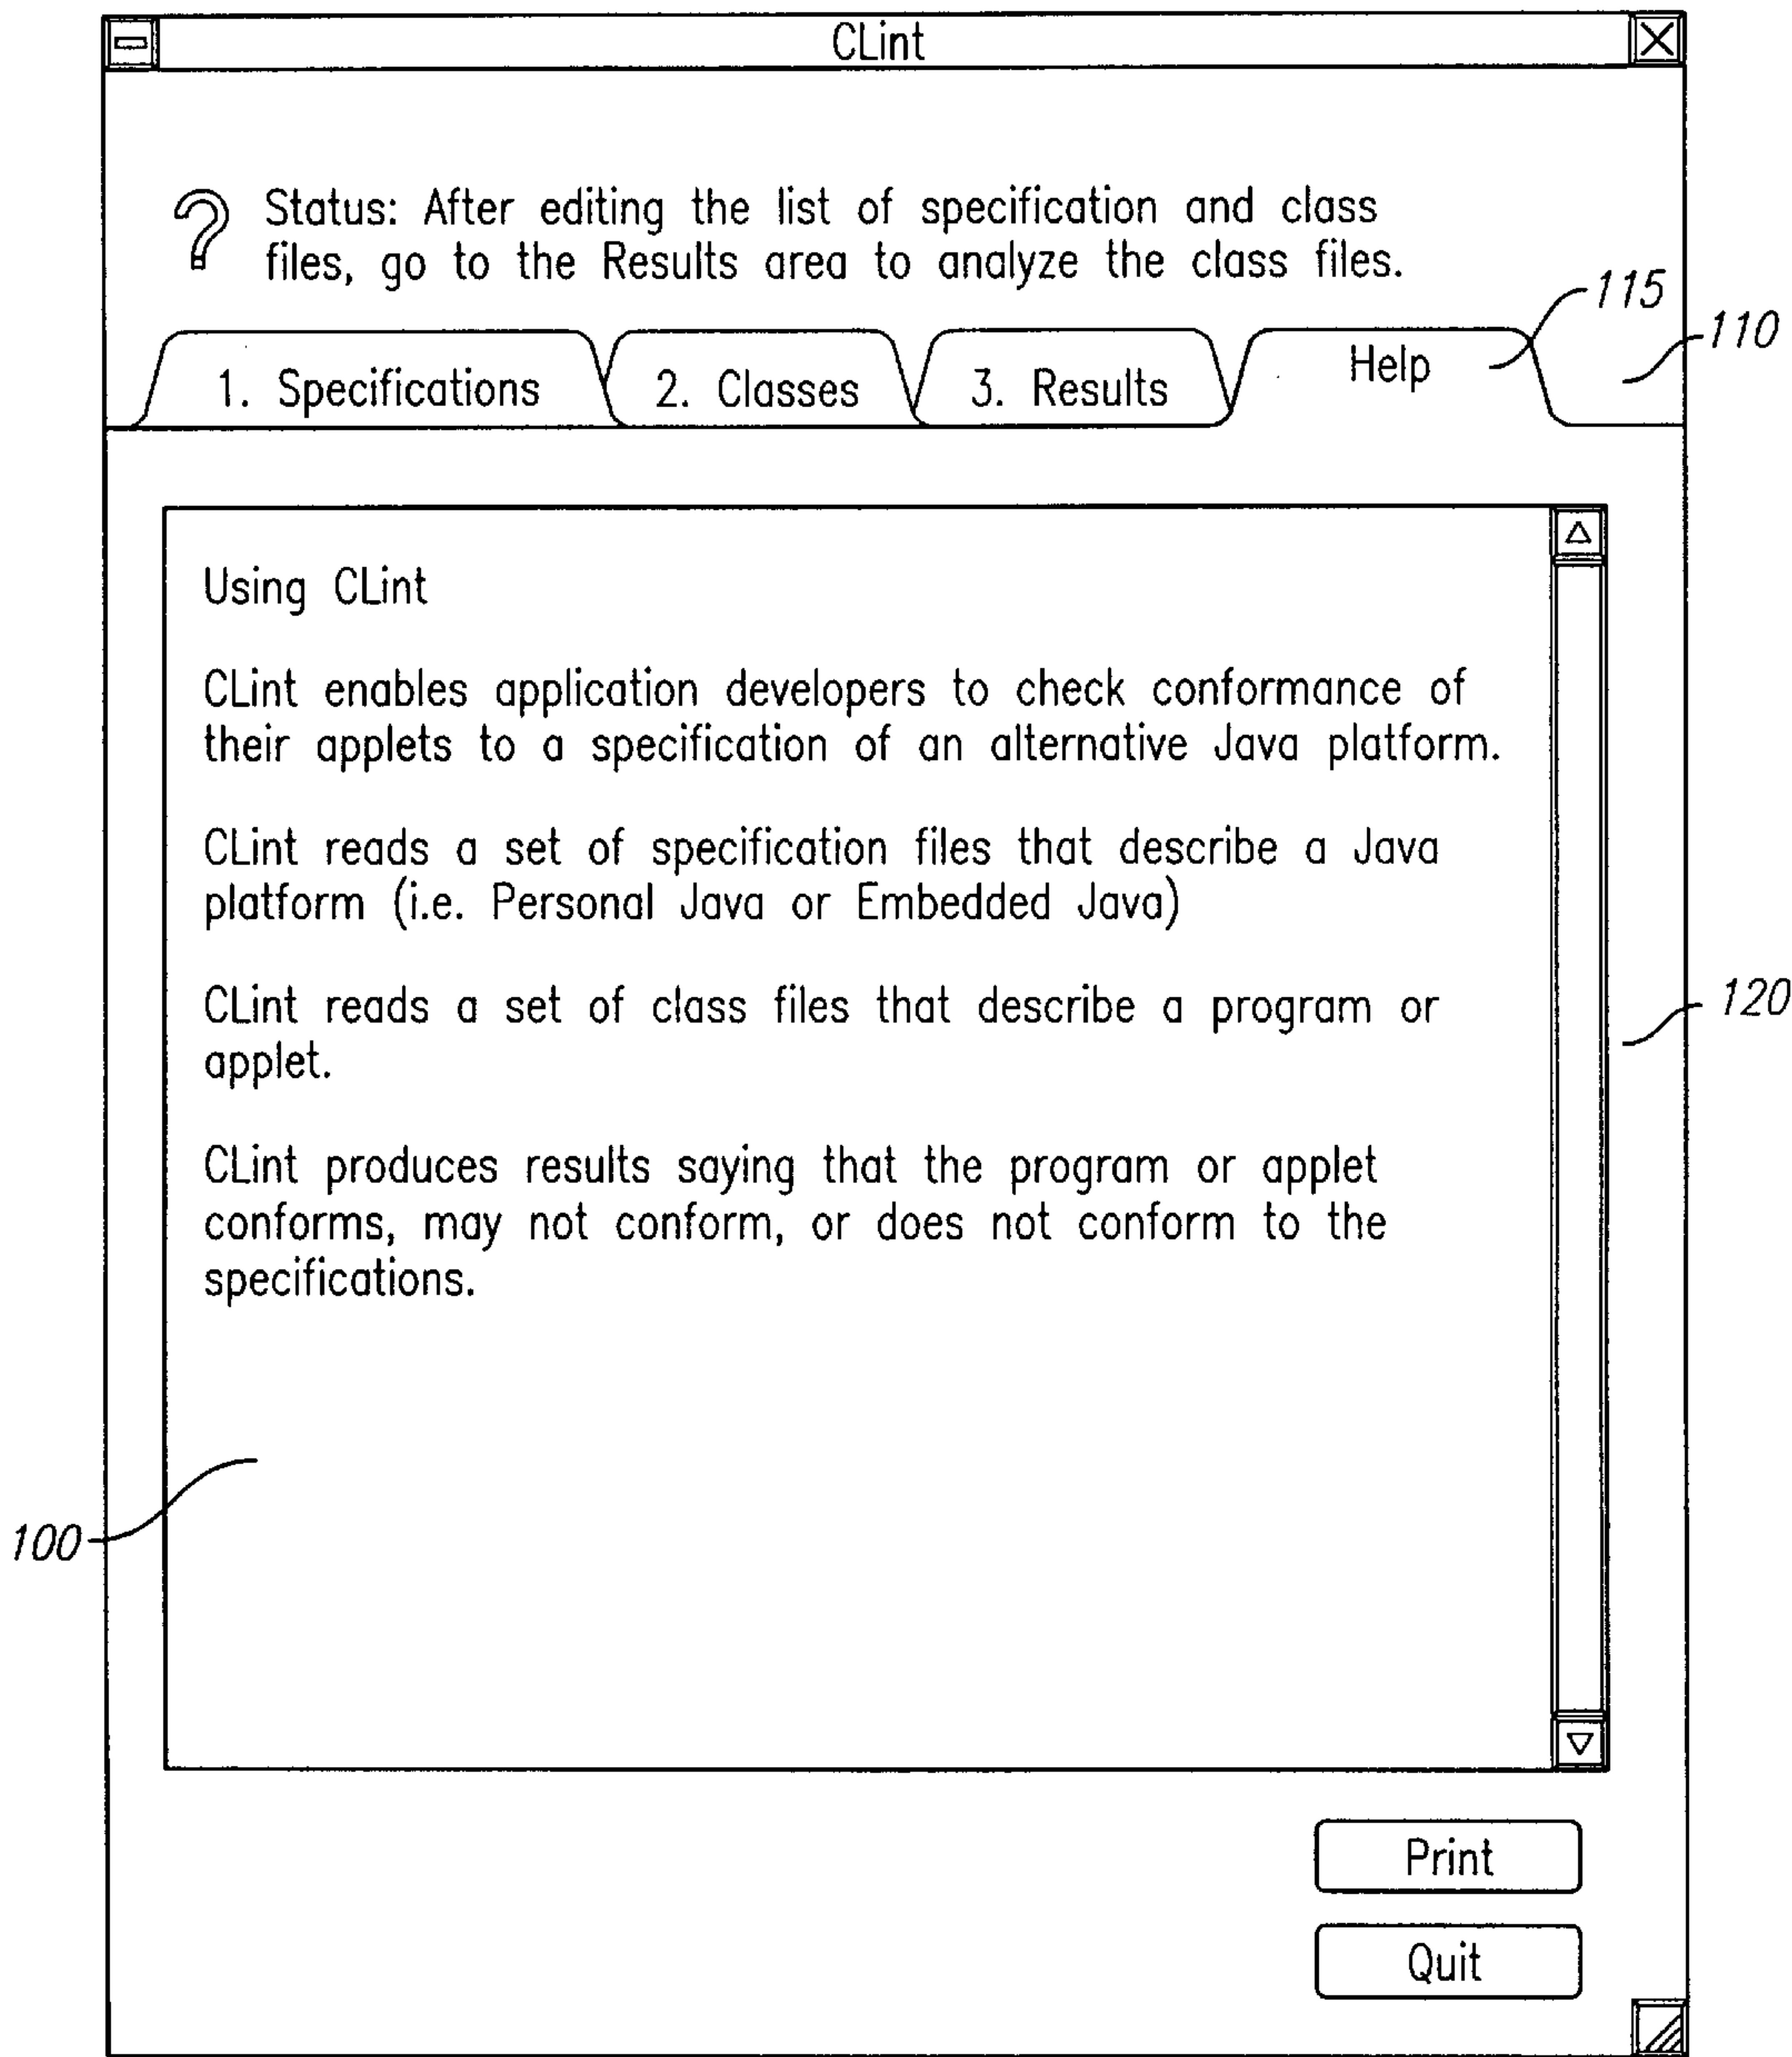 CLint
? Status: After editing the list of specification and class
files, go to the Results area to analyze the class files.
115
110
1. Specifications 2. Classes 3. Results Help
Using CLint
CLint enables application developers to check conformance of
their applets to a specification of an alternative Java platform.
CLint reads a set of specification files that describe a Java
platform (i.e. Personal Java or Embedded Java)
CLint reads a set of class files that describe a program or
applet.
120
CLint produces results saying that the program or applet
conforms, may not conform, or does not conform to the
specifications.
100
Print
Quit